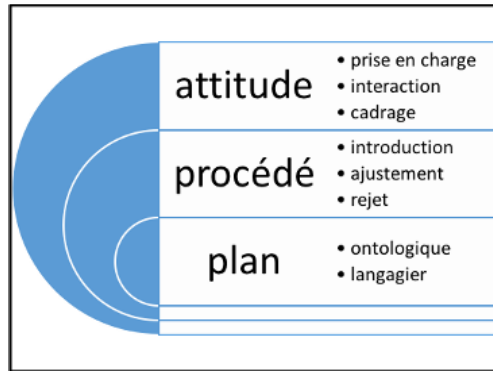 attitude
• prise en charge
• interaction
• cadrage
procédé
• introduction
• ajustement
• rejet
plan
• ontologique
• langagier